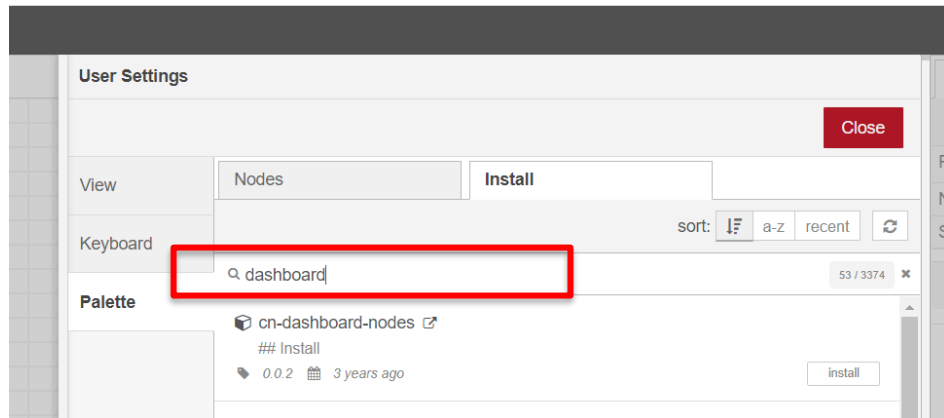 User Settings
Close
View
Nodes
Install
sort:
a-z
recent
Keyboard
dashboard
53 / 3374
Palette
cn-dashboard-nodes
## Install
0.0.2
3 years ago
install